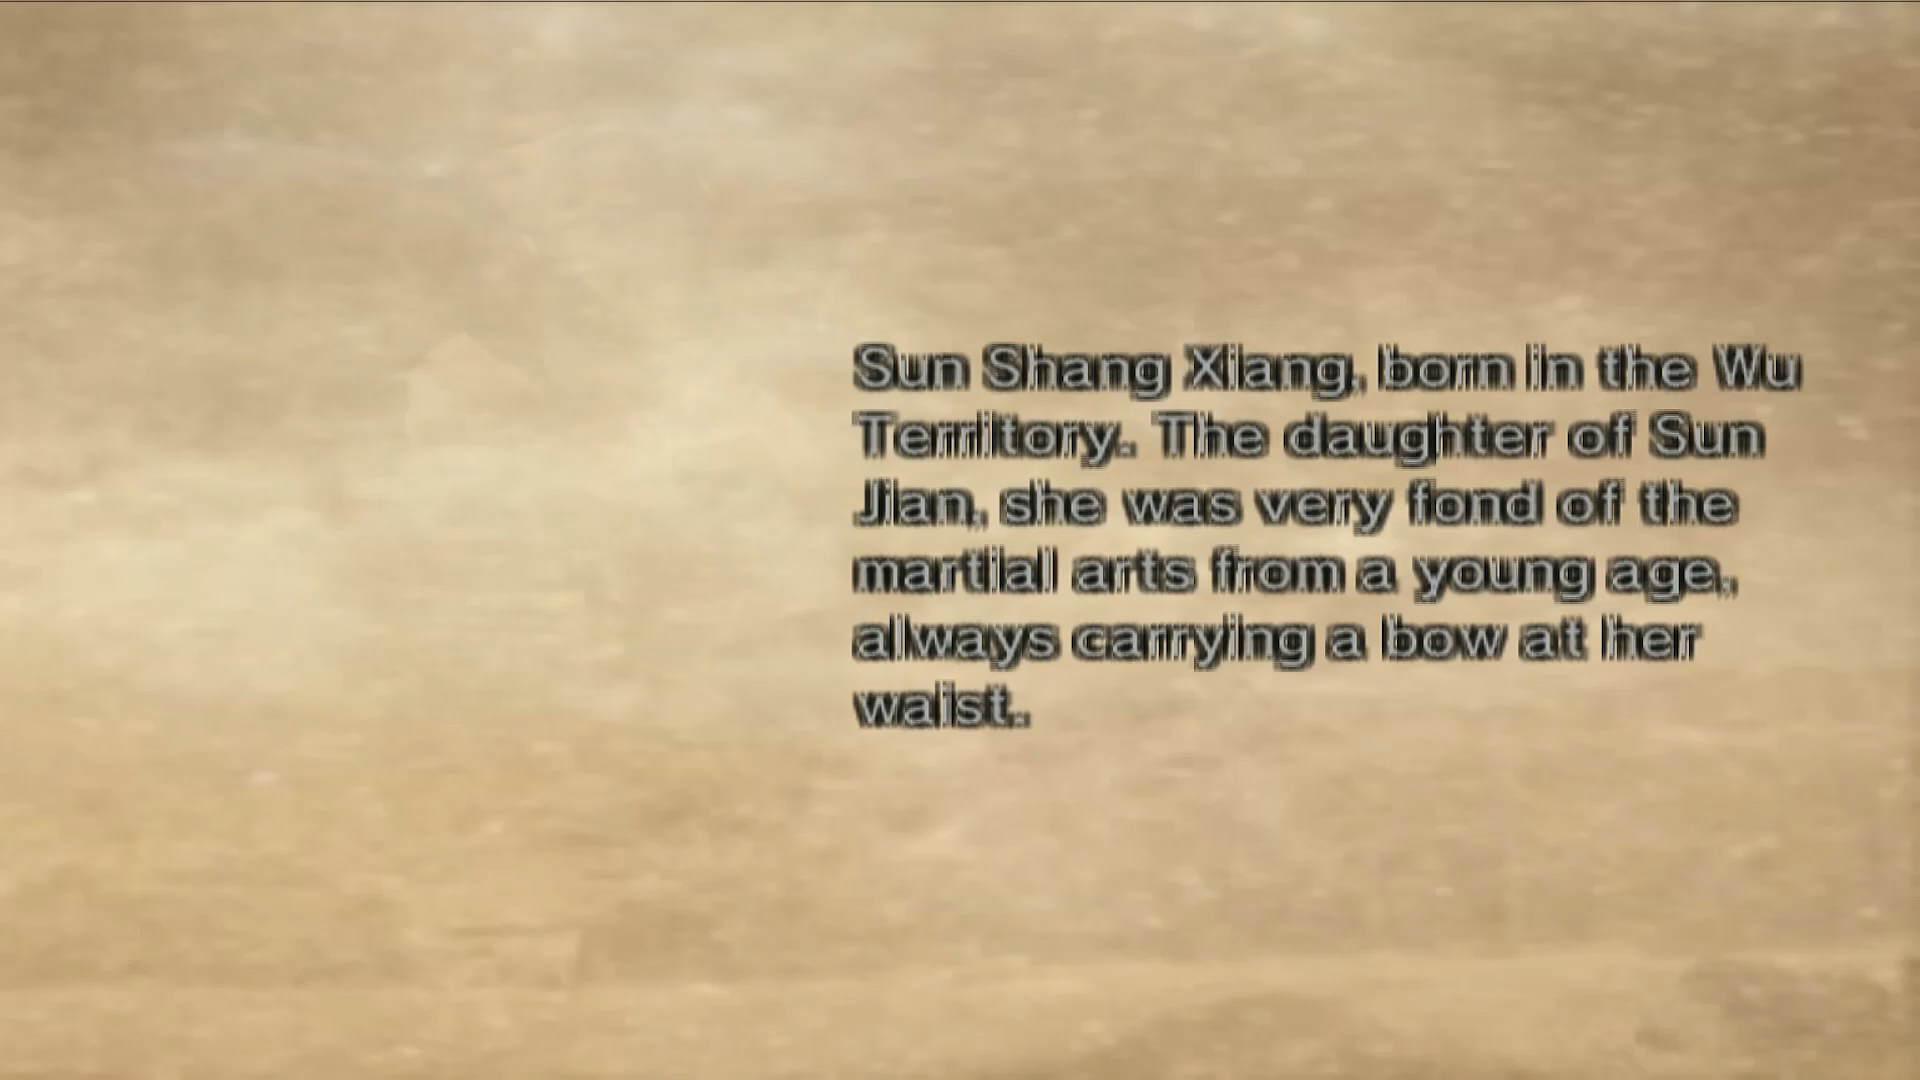 Sun Shang Xiang, born in the Wu
Territory. The daughter of Sun
Jian, she was very fond of the
martial arts from a young age,
always carrying a bow at her
waist.